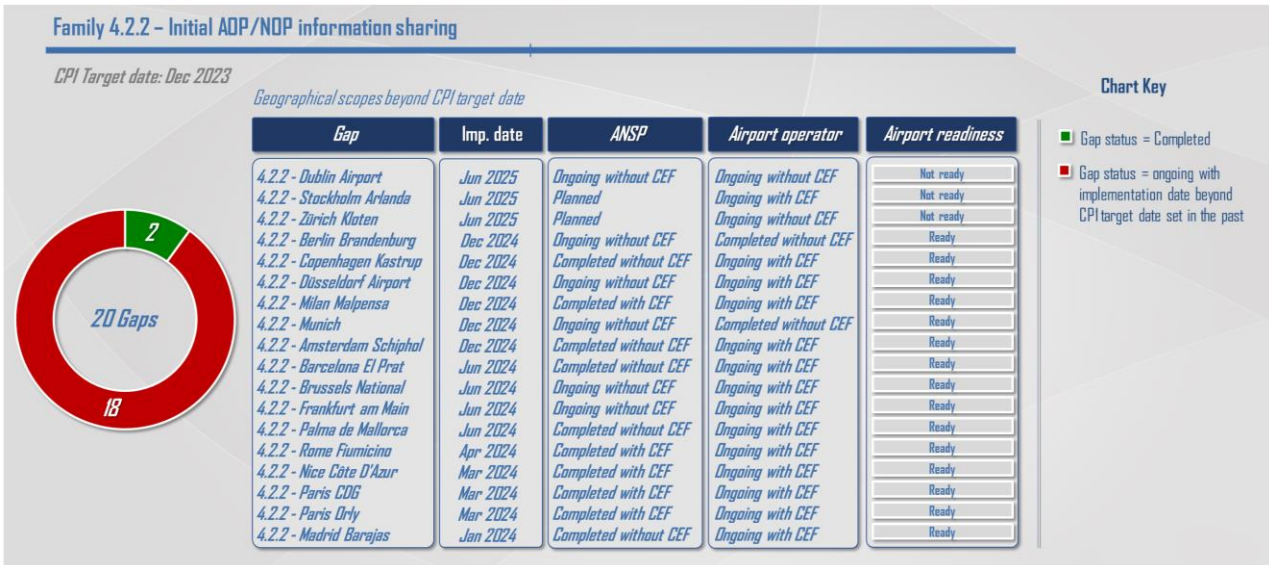 Family 4.2.2 – Initial AOP/NOP information sharing
CPI Target date: Dec 2023
Geographical scopes beyond CPI target date
Gap Imp. date ANSP Airport operator Airport readiness
4.2.2 - Dublin Airport Jun 2025 Ongoing without CEF Ongoing without CEF Not ready
4.2.2 - Stockholm Arlanda Jun 2025 Planned Ongoing with CEF Not ready
4.2.2 - Zürich Kloten Jun 2025 Planned Ongoing without CEF Not ready
4.2.2 - Berlin Brandenburg Dec 2024 Ongoing without CEF Completed without CEF Ready
4.2.2 - Copenhagen Kastrup Dec 2024 Completed without CEF Ongoing with CEF Ready
4.2.2 - Düsseldorf Airport Dec 2024 Ongoing without CEF Ongoing with CEF Ready
4.2.2 - Milan Malpensa Dec 2024 Completed with CEF Ongoing with CEF Ready
4.2.2 - Munich Dec 2024 Ongoing without CEF Completed without CEF Ready
4.2.2 - Amsterdam Schiphol Dec 2024 Completed without CEF Ongoing with CEF Ready
4.2.2 - Barcelona El Prat Jun 2024 Completed without CEF Ongoing with CEF Ready
4.2.2 - Brussels National Jun 2024 Ongoing without CEF Ongoing with CEF Ready
4.2.2 - Frankfurt am Main Jun 2024 Ongoing without CEF Ongoing with CEF Ready
4.2.2 - Palma de Mallorca Jun 2024 Completed without CEF Ongoing with CEF Ready
4.2.2 - Rome Fiumicino Apr 2024 Completed with CEF Ongoing with CEF Ready
4.2.2 - Nice Côte D'Azur Mar 2024 Completed with CEF Ongoing with CEF Ready
4.2.2 - Paris CDG Mar 2024 Completed with CEF Ongoing with CEF Ready
4.2.2 - Paris Orly Mar 2024 Completed with CEF Ongoing with CEF Ready
4.2.2 - Madrid Barajas Jan 2024 Completed without CEF Ongoing with CEF Ready
2
20 Gaps
18
Chart Key
Gap status = Completed
Gap status = ongoing with
implementation date beyond
CPI target date set in the past